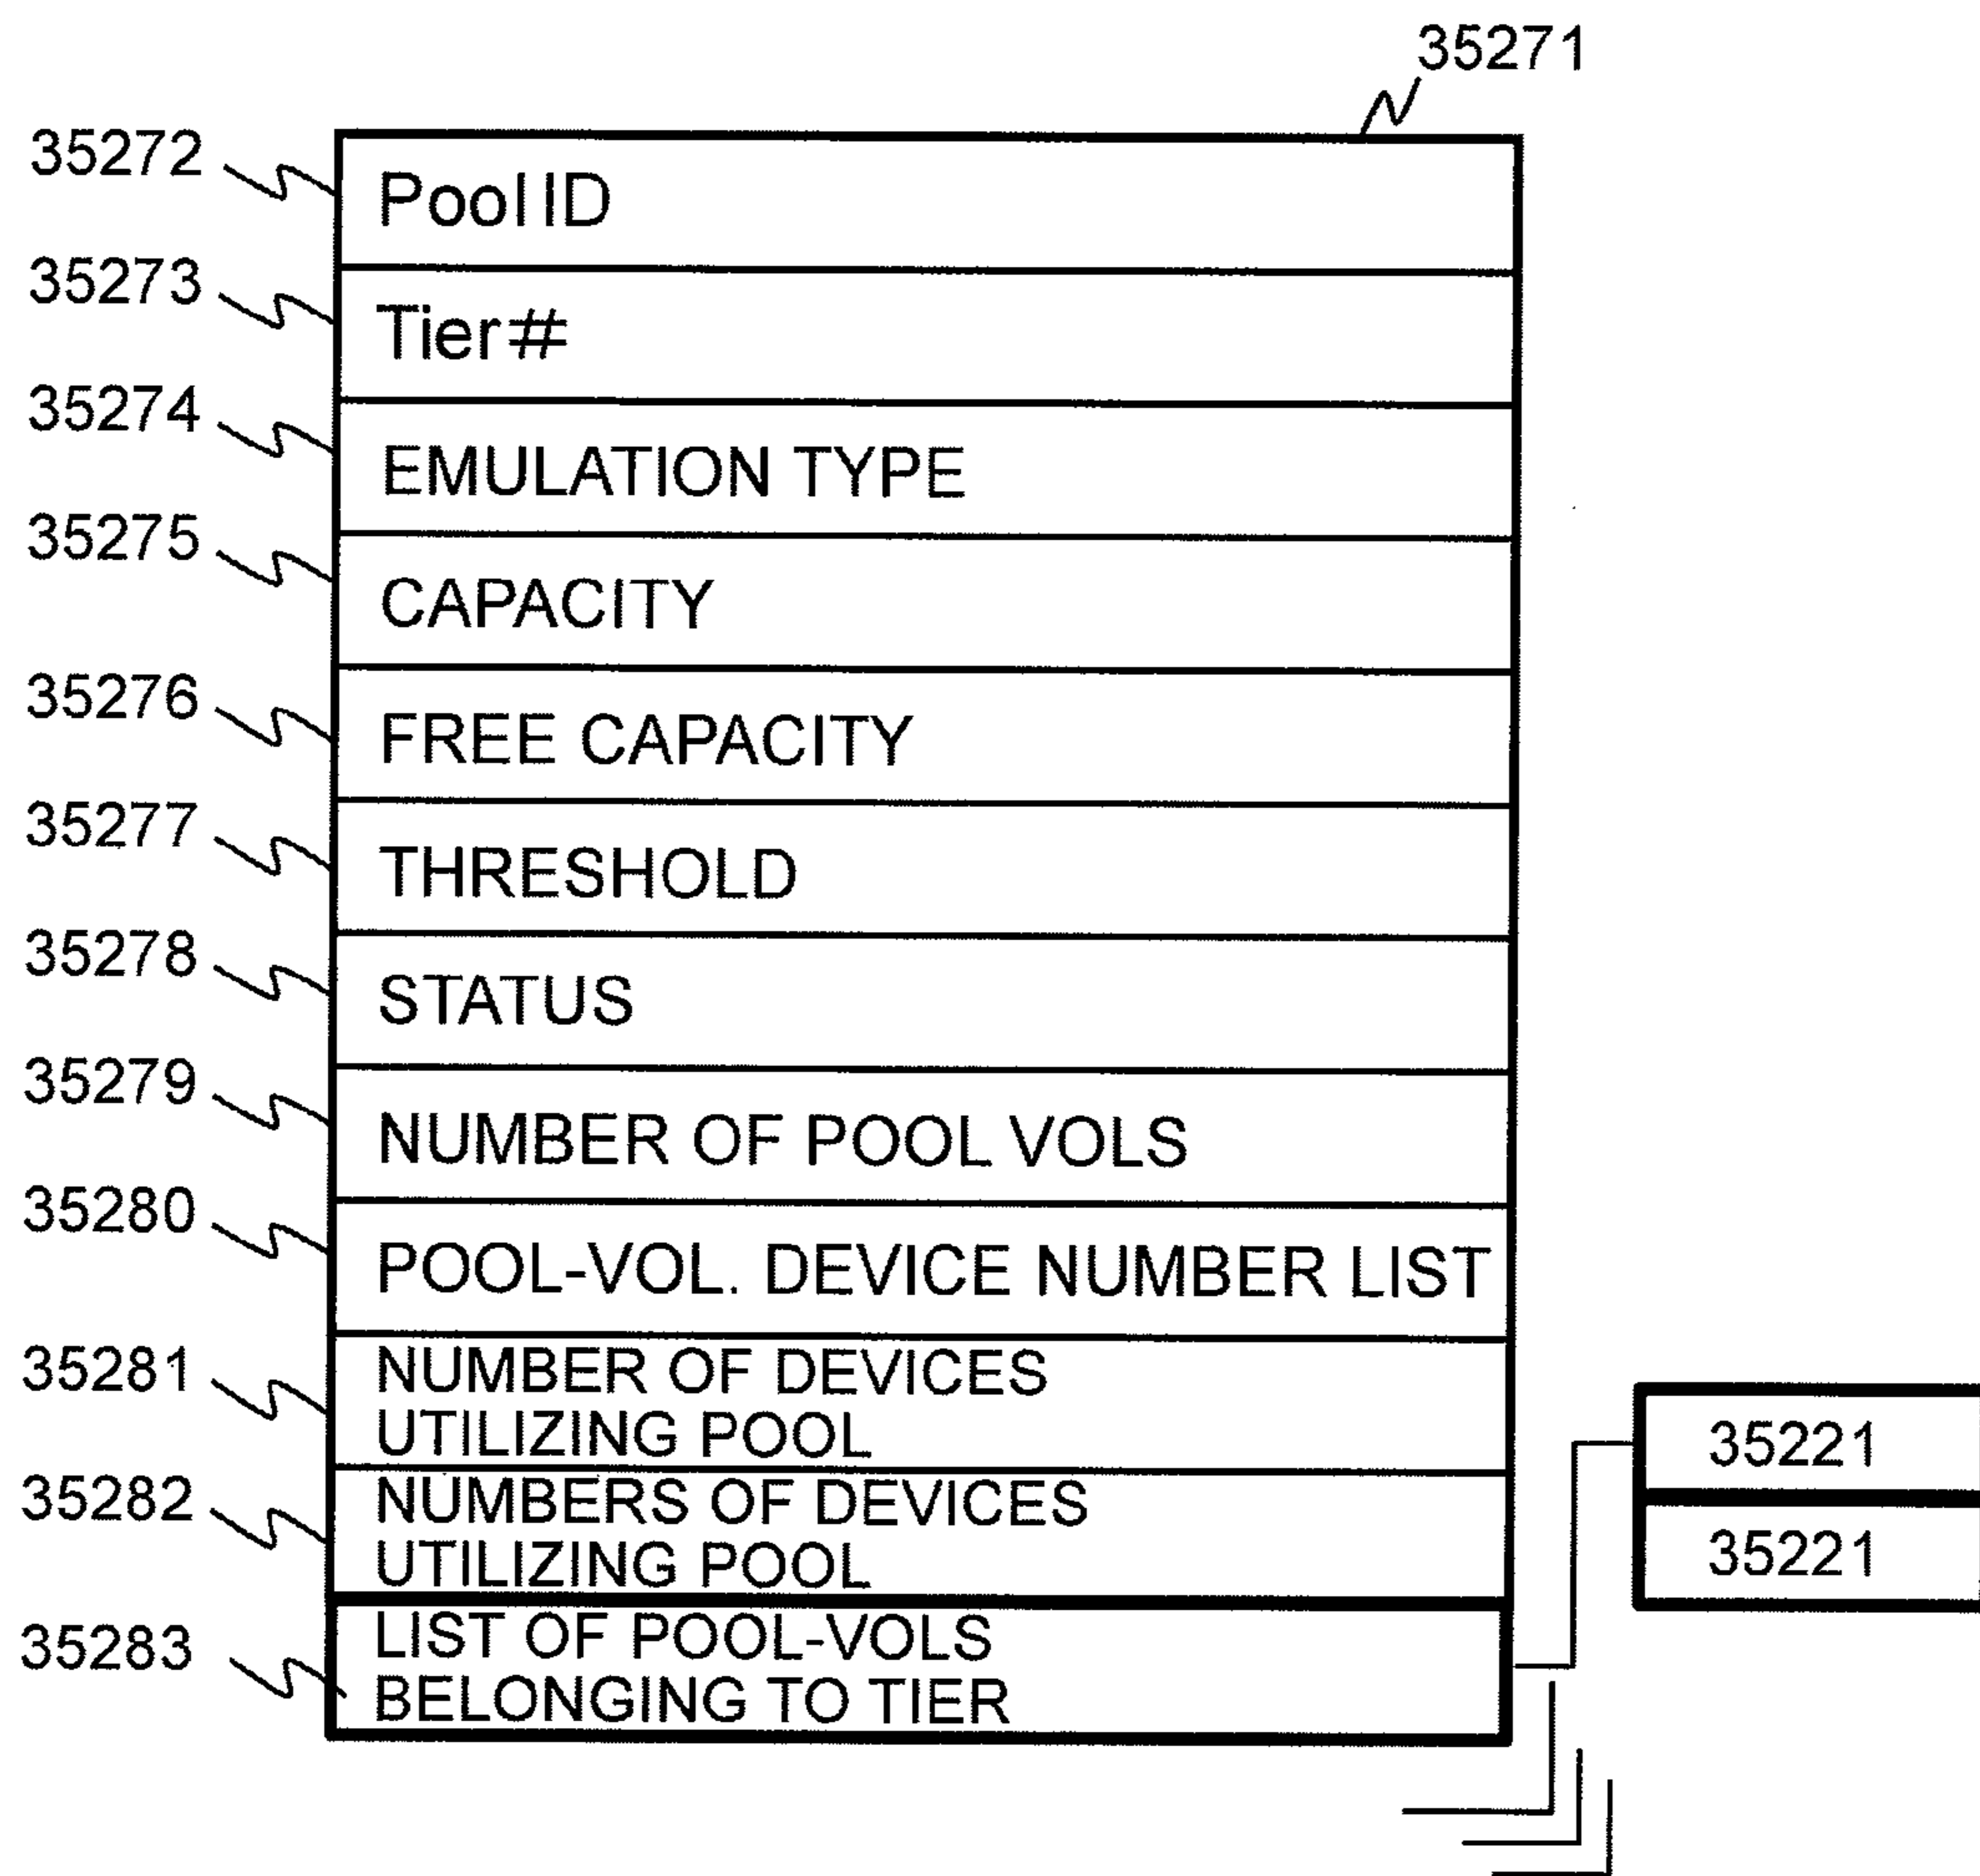 35271
35272
Pool ID
35273
Tier#
35274
EMULATION TYPE
35275
CAPACITY
35276
FREE CAPACITY
35277
THRESHOLD
35278
STATUS
35279
NUMBER OF POOL VOLS
35280
POOL-VOL. DEVICE NUMBER LIST
35281
NUMBER OF DEVICES
UTILIZING POOL
35282
NUMBERS OF DEVICES
UTILIZING POOL
35283
LIST OF POOL-VOLS
BELONGING TO TIER
35221
35221